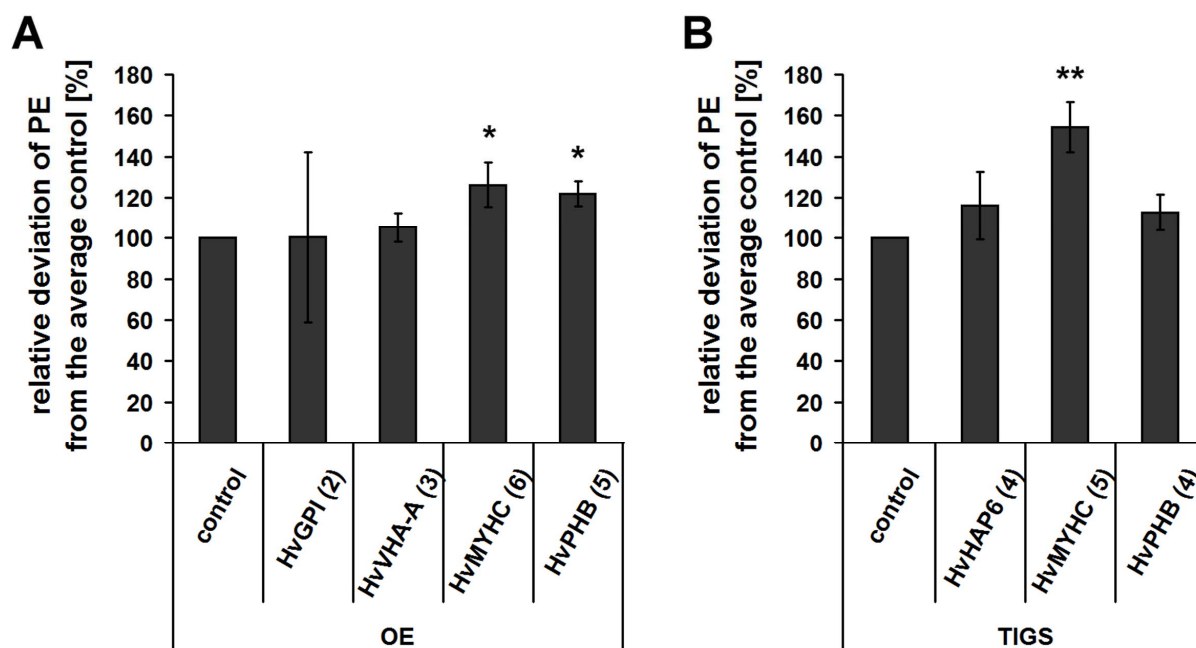 A
relative deviation of PE
from the average control [%]
180
160
140
120
100
80
60
40
20
0
*
*
control
HvGPI (2)
HvVHA-A (3)
HvMYHC (6)
HvPHB (5)
OE
B
relative deviation of PE
from the average control [%]
180
160
140
120
100
80
60
40
20
0
**
control
HvHAP6 (4)
HvMYHC (5)
HvPHB (4)
TIGS